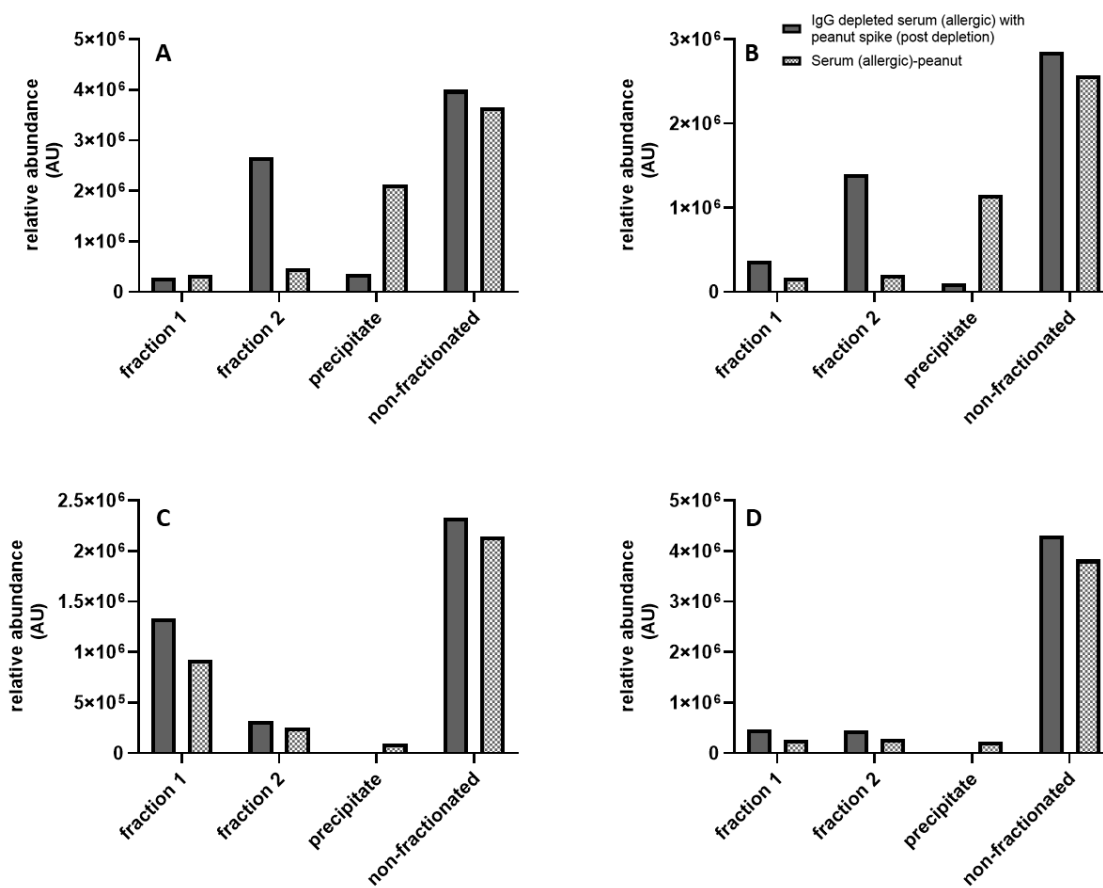 A
relative abundance
(AU)
5×10⁶
4×10⁶
3×10⁶
2×10⁶
1×10⁶
0
fraction 1
fraction 2
precipitate
non-fractionated
B
IgG depleted serum (allergic) with
peanut spike (post depletion)
Serum (allergic)-peanut
relative abundance
(AU)
3×10⁶
2×10⁶
1×10⁶
0
fraction 1
fraction 2
precipitate
non-fractionated
C
relative abundance
(AU)
2.5×10⁶
2×10⁶
1.5×10⁶
1×10⁶
5×10⁵
0
fraction 1
fraction 2
precipitate
non-fractionated
D
relative abundance
(AU)
5×10⁶
4×10⁶
3×10⁶
2×10⁶
1×10⁶
0
fraction 1
fraction 2
precipitate
non-fractionated